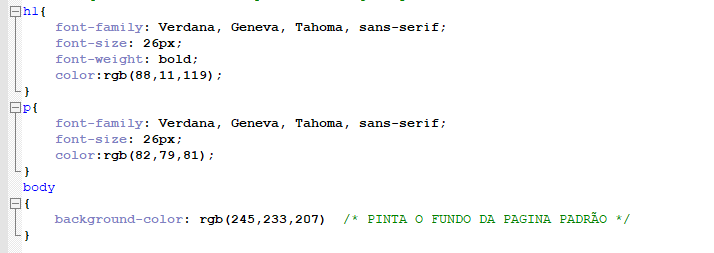 h1{
font-family: Verdana, Geneva, Tahoma, sans-serif;
font-size: 26px;
font-weight: bold;
color:rgb(88,11,119);
}
p{
font-family: Verdana, Geneva, Tahoma, sans-serif;
font-size: 26px;
color:rgb(82,79,81);
}
body
{
background-color: rgb(245,233,207)  /* PINTA O FUNDO DA PAGINA PADRÃO */
}